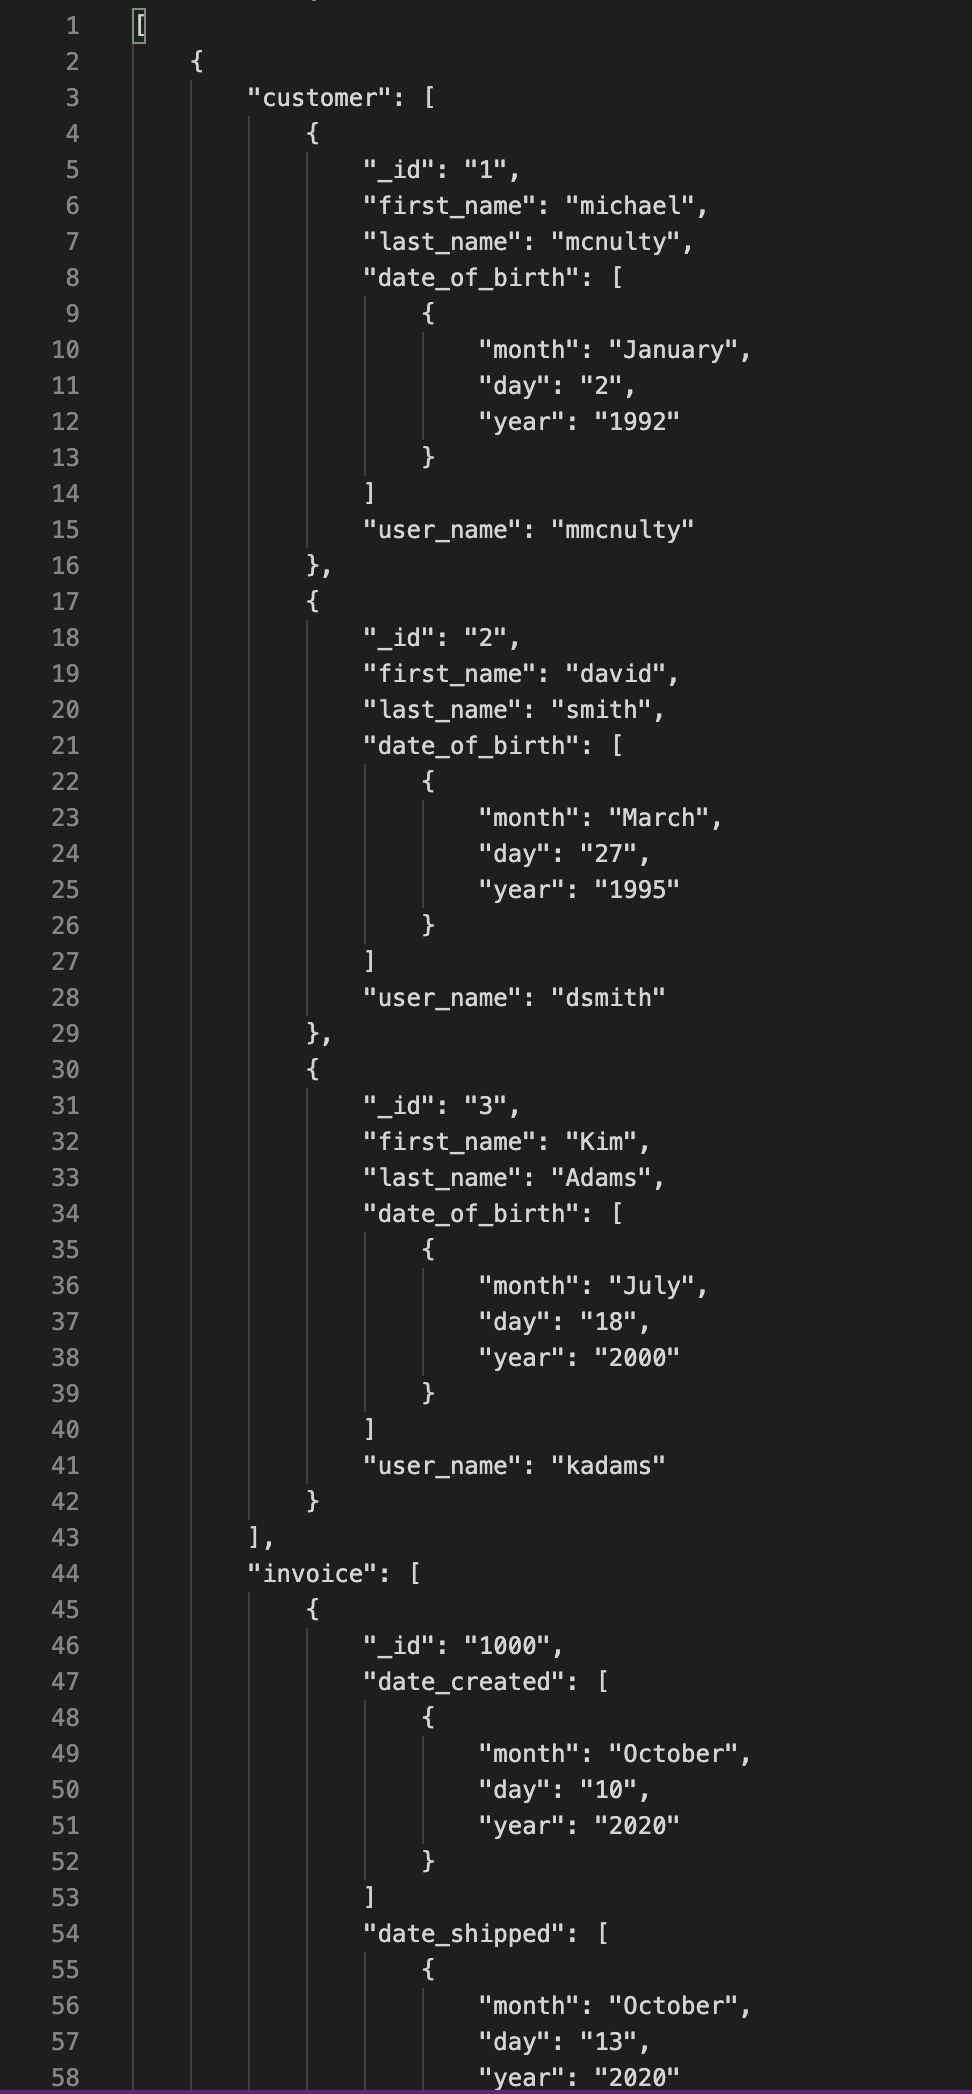 1 [
2 {
3 "customer": [
4 {
5 "_id": "1",
6 "first_name": "michael",
7 "last_name": "mcnulty",
8 "date_of_birth": [
9 {
10 "month": "January",
11 "day": "2",
12 "year": "1992"
13 }
14 ]
15 "user_name": "mmcnulty"
16 },
17 {
18 "_id": "2",
19 "first_name": "david",
20 "last_name": "smith",
21 "date_of_birth": [
22 {
23 "month": "March",
24 "day": "27",
25 "year": "1995"
26 }
27 ]
28 "user_name": "dsmith"
29 },
30 {
31 "_id": "3",
32 "first_name": "Kim",
33 "last_name": "Adams",
34 "date_of_birth": [
35 {
36 "month": "July",
37 "day": "18",
38 "year": "2000"
39 }
40 ]
41 "user_name": "kadams"
42 }
43 ],
44 "invoice": [
45 {
46 "_id": "1000",
47 "date_created": [
48 {
49 "month": "October",
50 "day": "10",
51 "year": "2020"
52 }
53 ]
54 "date_shipped": [
55 {
56 "month": "October",
57 "day": "13",
58 "year": "2020"